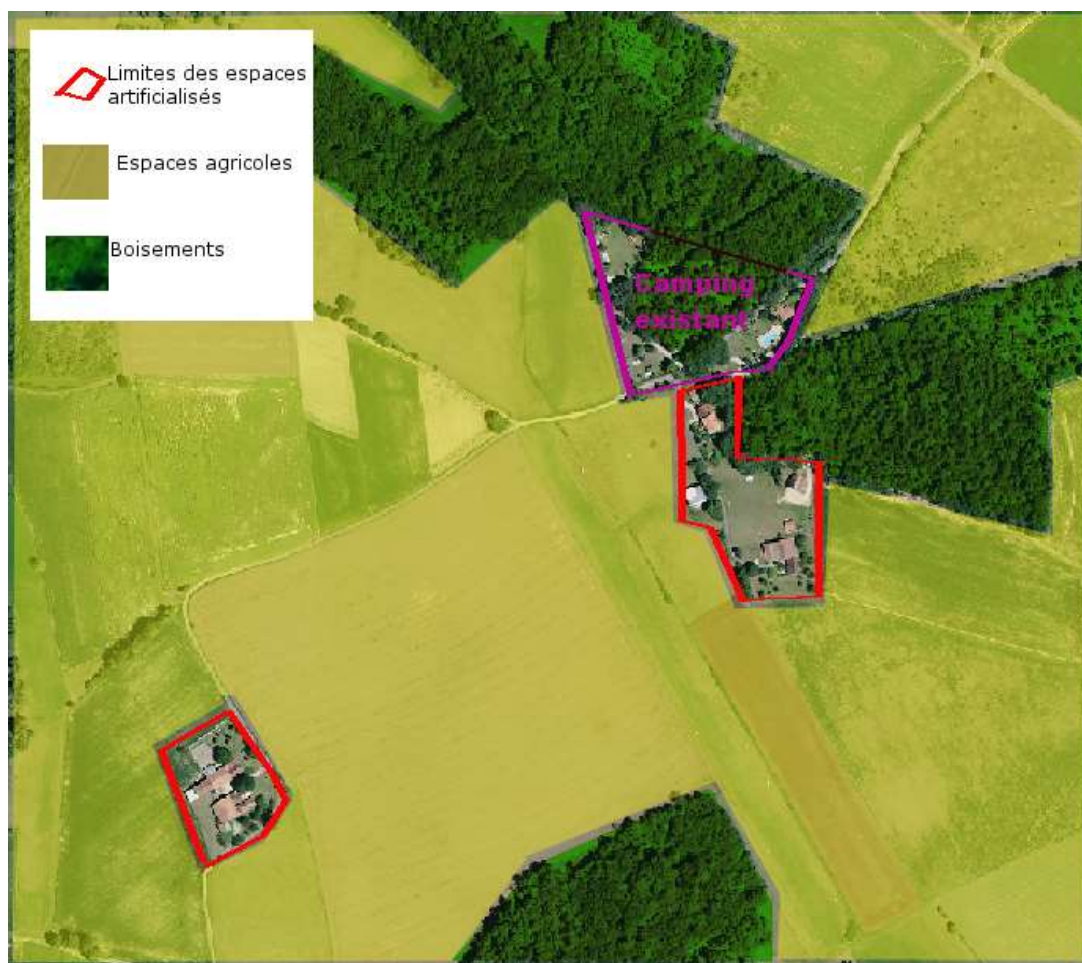 Limites des espaces
artificialisés
Espaces agricoles
Boisements
Camping
existant